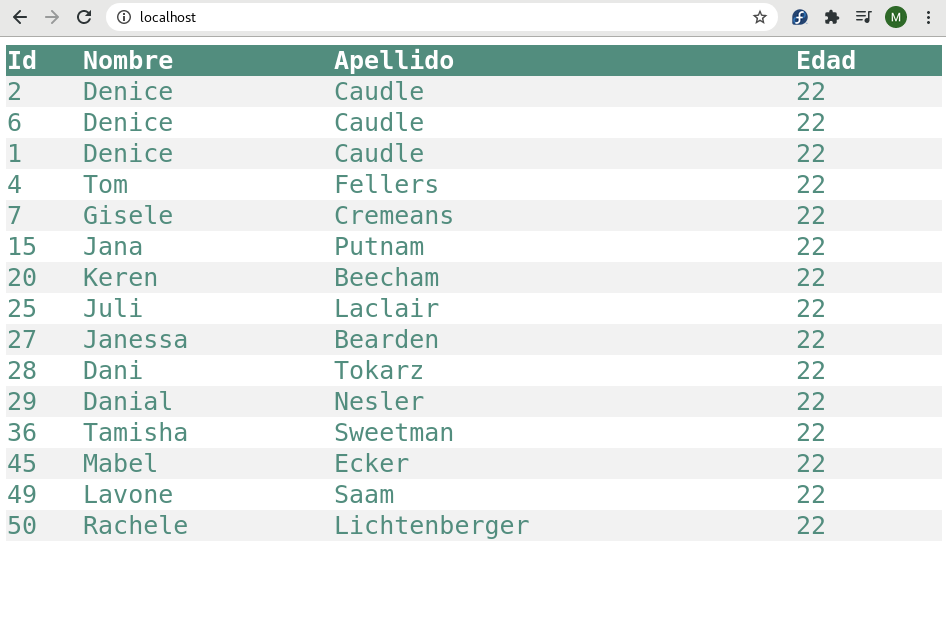 localhost
M
Id Nombre Apellido Edad
2 Denice Caudle 22
6 Denice Caudle 22
1 Denice Caudle 22
4 Tom Fellers 22
7 Gisele Cremeans 22
15 Jana Putnam 22
20 Keren Beecham 22
25 Juli Laclair 22
27 Janessa Bearden 22
28 Dani Tokarz 22
29 Danial Nesler 22
36 Tamisha Sweetman 22
45 Mabel Ecker 22
49 Lavone Saam 22
50 Rachele Lichtenberger 22